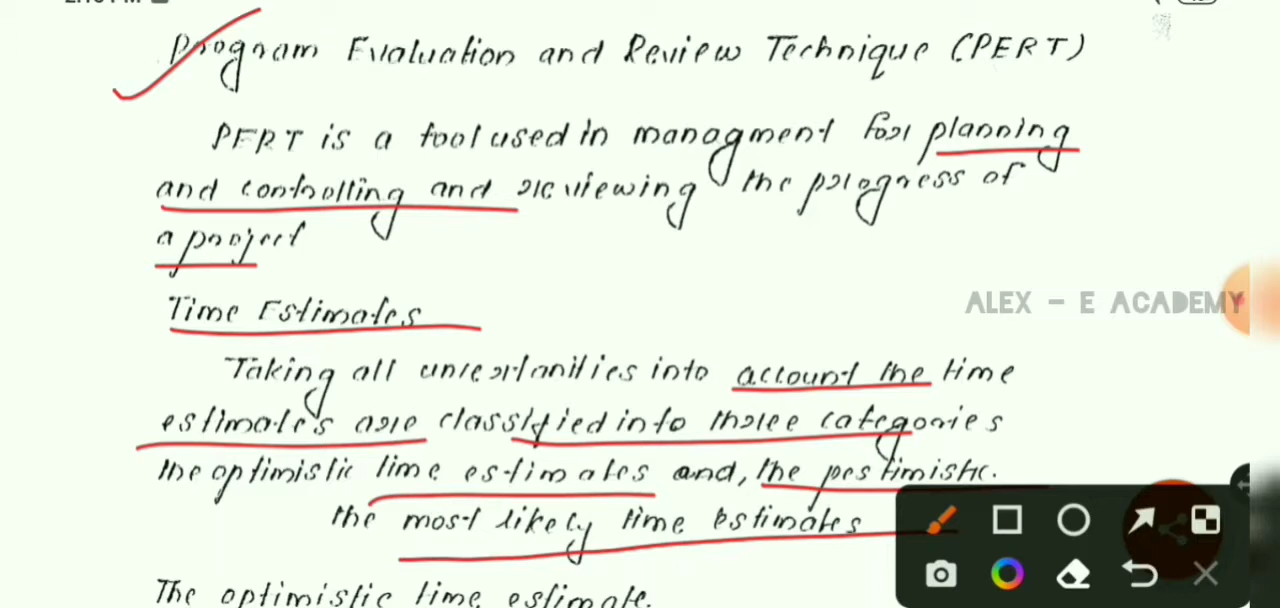 Program Evaluation and Review Technique (PERT)
PERT is a tool used in managment for planning
and controlling and reviewing the progress of
a project
Time Estimates
ALEX - E ACADEMY
Taking all uncertanities into account the time
estimates are classified into three categories
the optimistic time estimates and, the pestimistic.
the most likely time estimates
The optimistic time estimate.